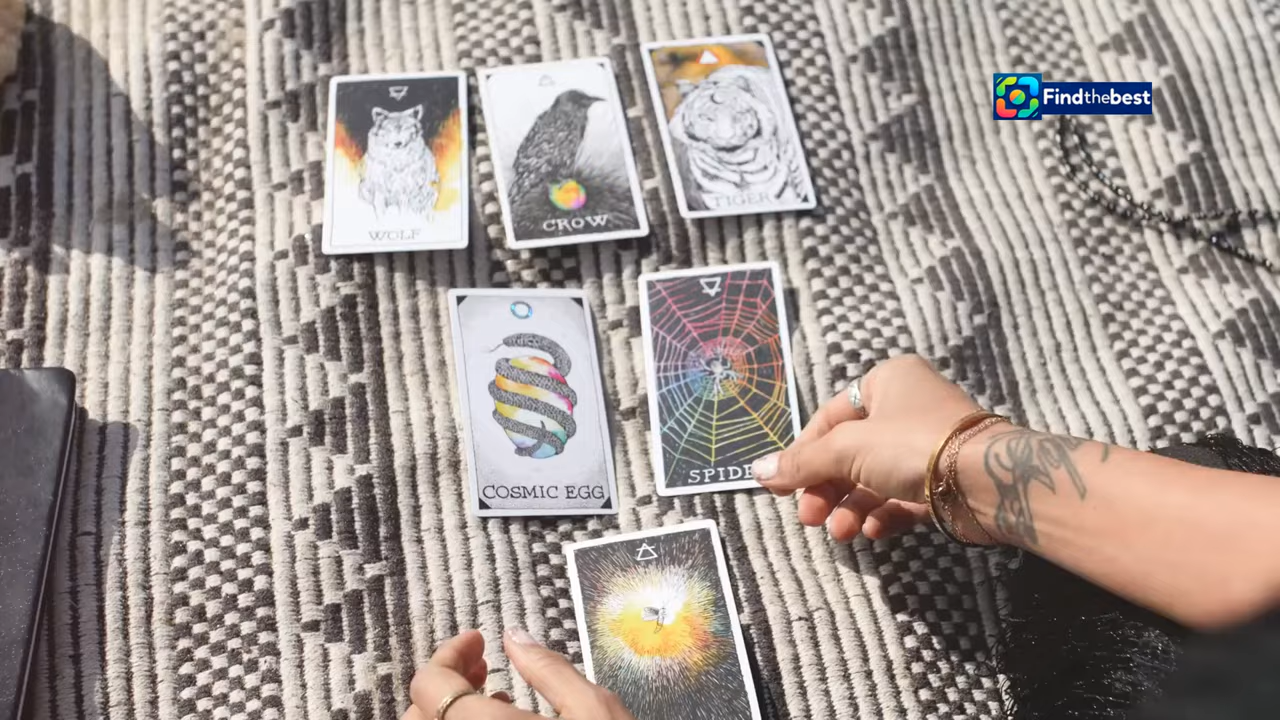 Findthebest
WOLF
CROW
TIGER
COSMIC EGG
SPIDE